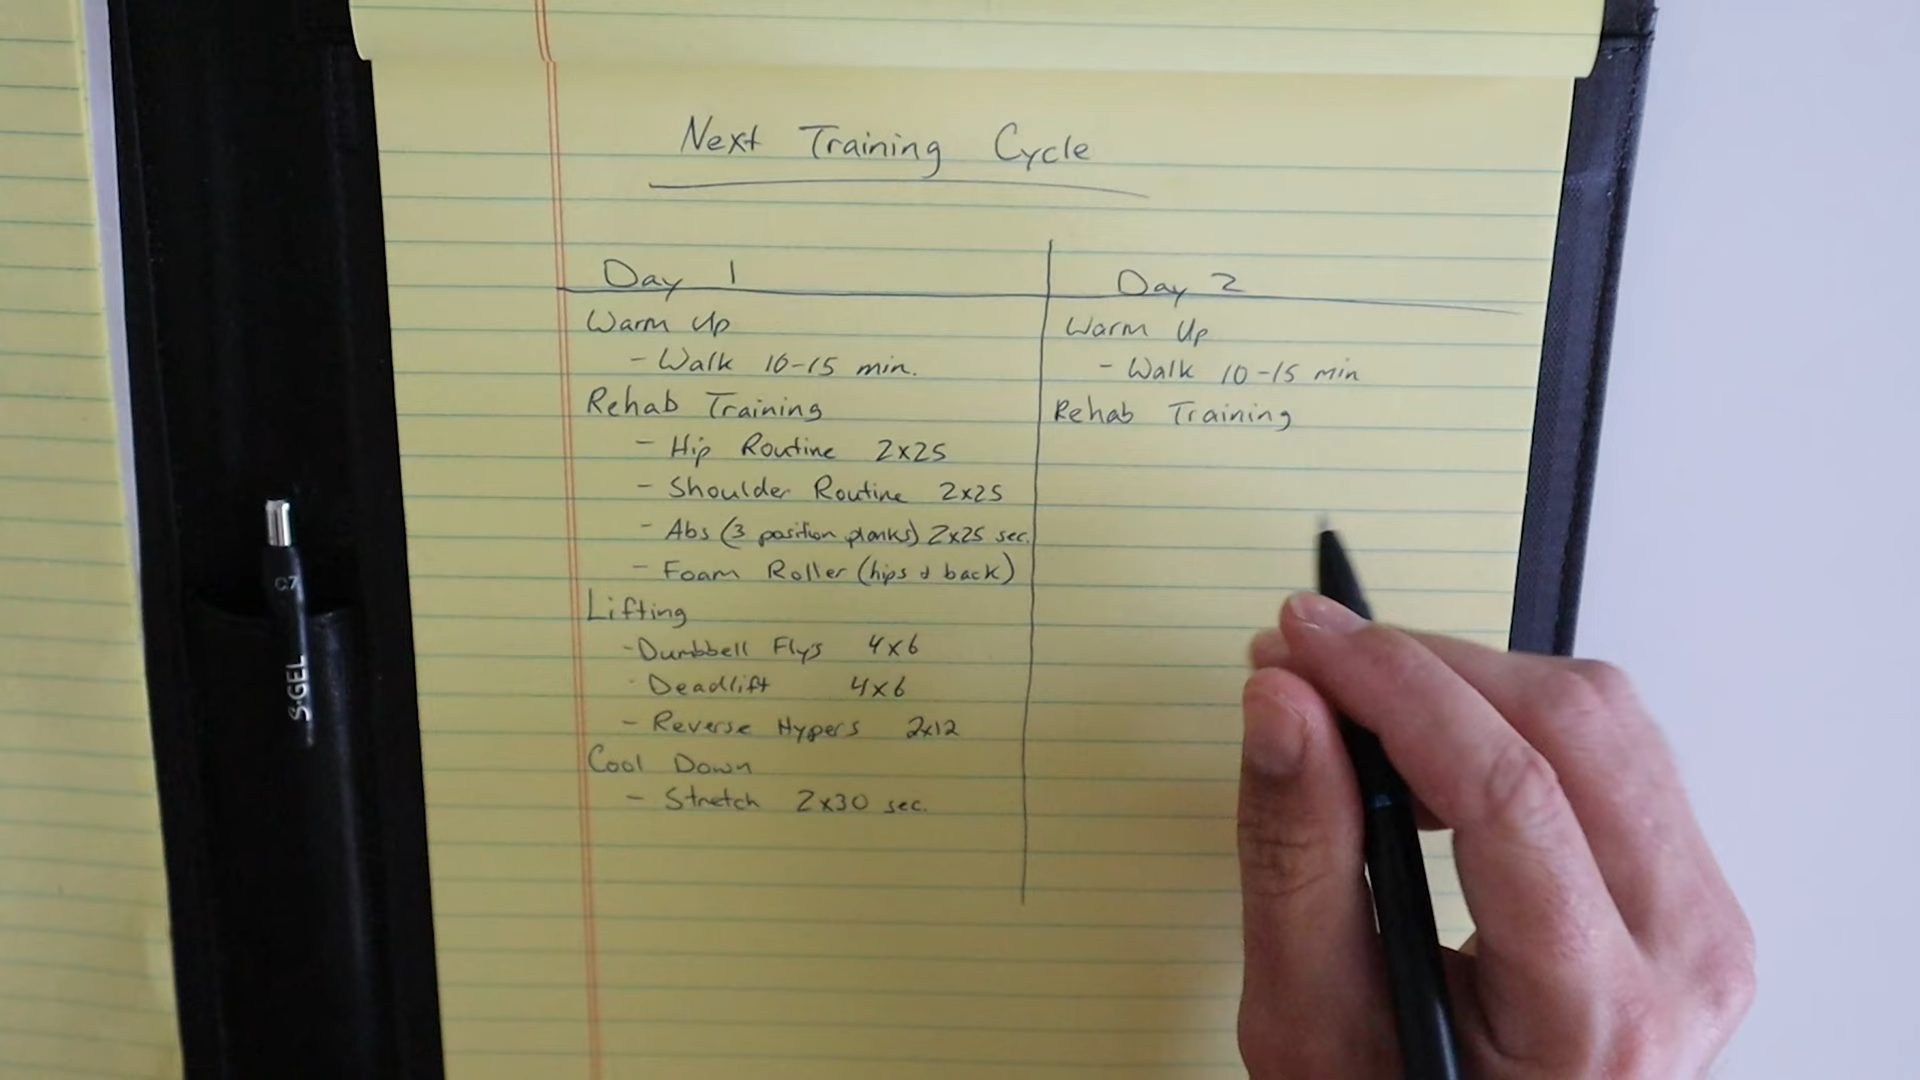 Next Training Cycle
Day 1
Warm Up
- Walk 10-15 min.
Rehab Training
- Hip Routine 2x25
- Shoulder Routine 2x25
- Abs (3 position planks) 2x25 sec.
- Foam Roller (hips & back)
Lifting
- Dumbbell Flys 4x6
- Deadlift 4x6
- Reverse Hypers 2x12
Cool Down
- Stretch 2x30 sec.
Day 2
Warm Up
- Walk 10-15 min
Rehab Training
S·GEL
07